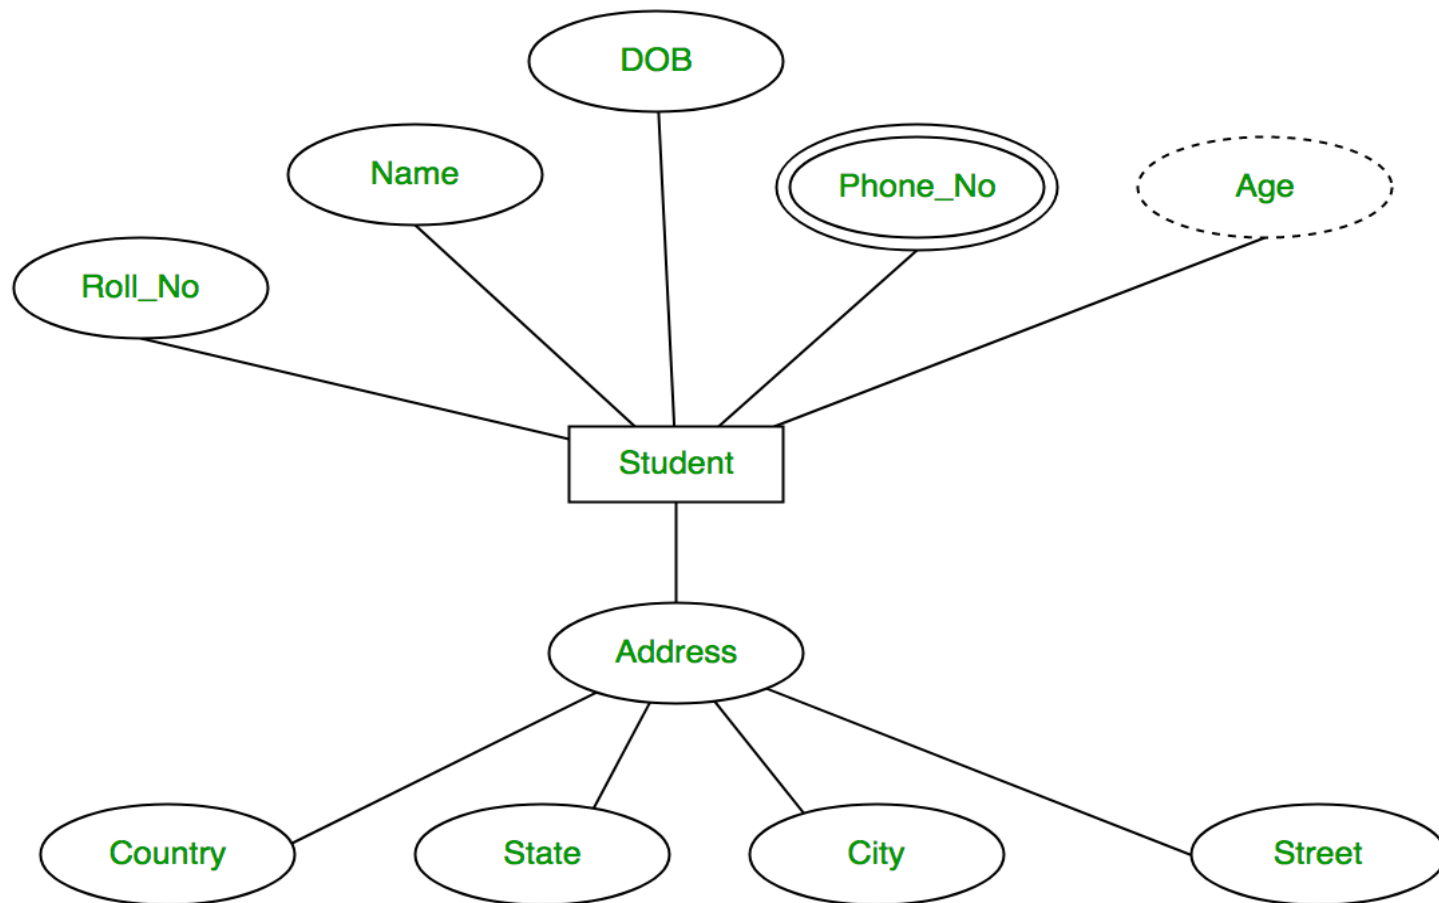 DOB
Name
Phone_No
Age
Roll_No
Student
Address
Country
State
City
Street